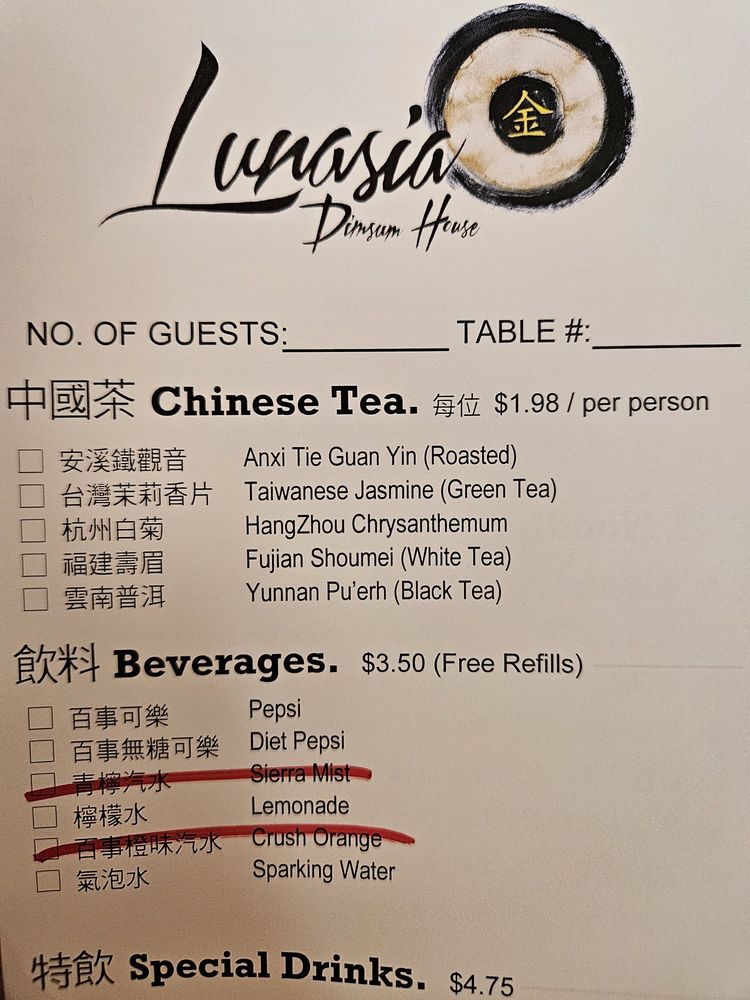 Lunasia
金
Dimsum House
NO. OF GUESTS:__________ TABLE #:__________
中國茶 Chinese Tea. 每位 $1.98 / per person
安溪鐵觀音 Anxi Tie Guan Yin (Roasted)
台灣茉莉香片 Taiwanese Jasmine (Green Tea)
杭州白菊 HangZhou Chrysanthemum
福建壽眉 Fujian Shoumei (White Tea)
雲南普洱 Yunnan Pu'erh (Black Tea)
飲料 Beverages. $3.50 (Free Refills)
百事可樂 Pepsi
百事無糖可樂 Diet Pepsi
青檸汽水 Sierra Mist
檸檬水 Lemonade
百事橙味汽水 Crush Orange
氣泡水 Sparking Water
特飲 Special Drinks. $4.75